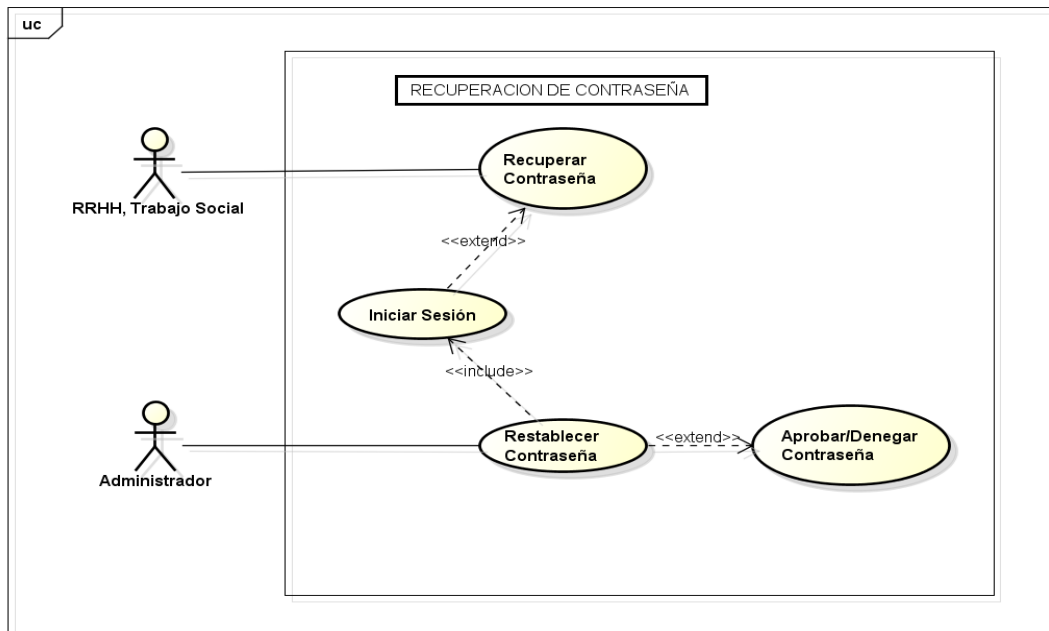 uc
RECUPERACION DE CONTRASEÑA
Recuperar
Contraseña
RRHH, Trabajo Social
<<extend>>
Iniciar Sesión
<<include>>
Restablecer
Contraseña
<<extend>>
Aprobar/Denegar
Contraseña
Administrador